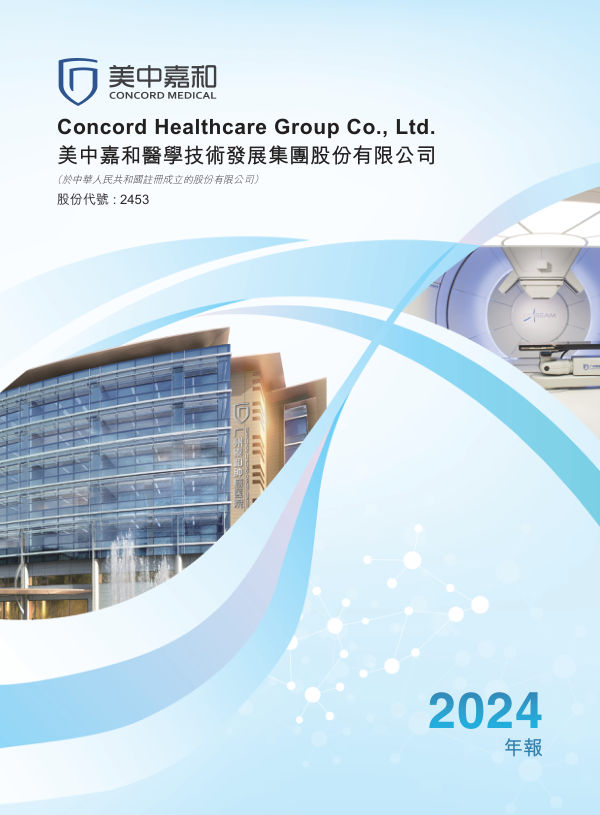 美中嘉和
CONCORD MEDICAL
Concord Healthcare Group Co., Ltd.
美中嘉和醫學技術發展集團股份有限公司
（於中華人民共和國註冊成立的股份有限公司）
股份代號 : 2453
2024
年報